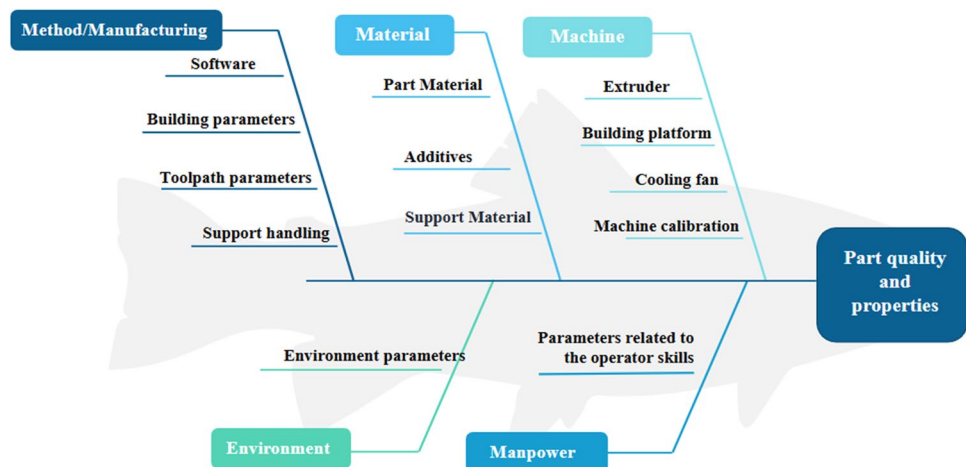 Method/Manufacturing
Software
Building parameters
Toolpath parameters
Support handling
Material
Part Material
Additives
Support Material
Machine
Extruder
Building platform
Cooling fan
Machine calibration
Part quality
and
properties
Environment parameters
Environment
Parameters related to
the operator skills
Manpower